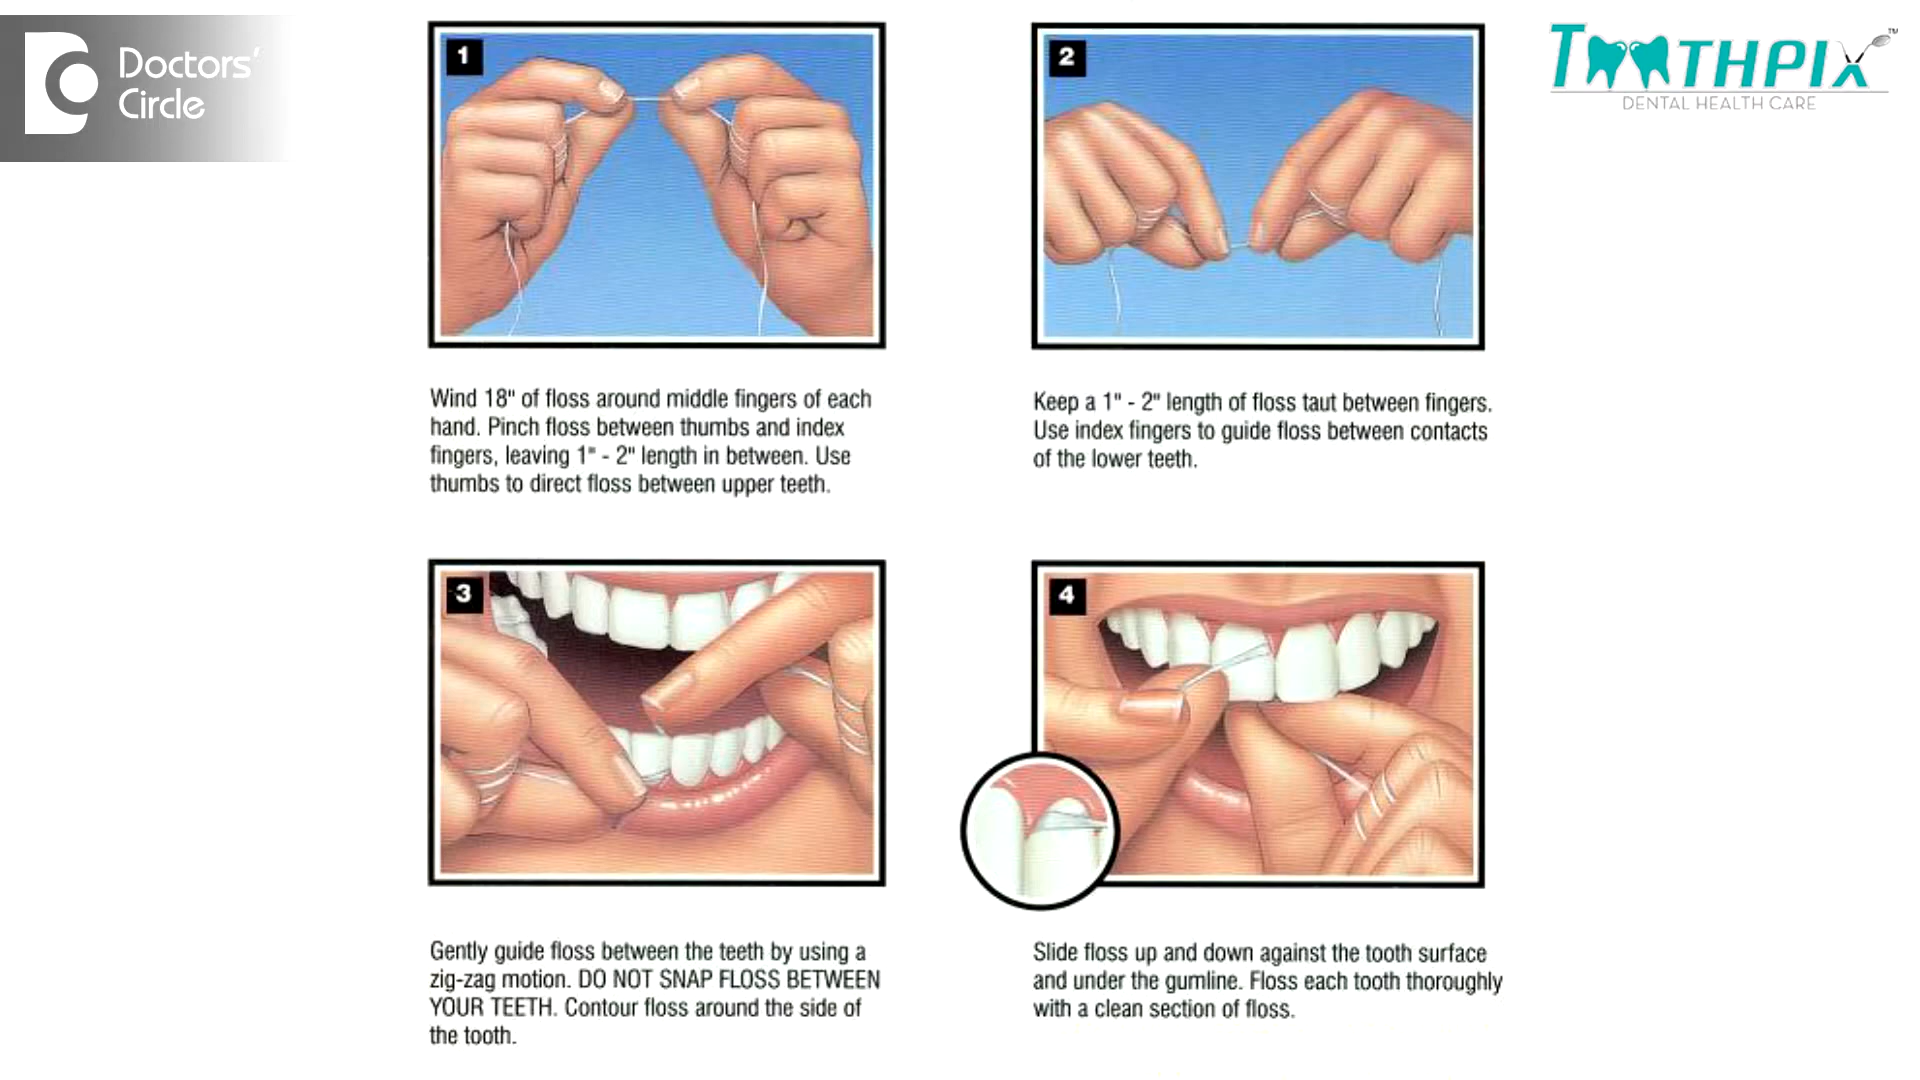 Doctors'
Circle
TOOTHPIX™
DENTAL HEALTH CARE
1
Wind 18" of floss around middle fingers of each
hand. Pinch floss between thumbs and index
fingers, leaving 1" - 2" length in between. Use
thumbs to direct floss between upper teeth.
2
Keep a 1" - 2" length of floss taut between fingers.
Use index fingers to guide floss between contacts
of the lower teeth.
3
Gently guide floss between the teeth by using a
zig-zag motion. DO NOT SNAP FLOSS BETWEEN
YOUR TEETH. Contour floss around the side of
the tooth.
4
Slide floss up and down against the tooth surface
and under the gumline. Floss each tooth thoroughly
with a clean section of floss.